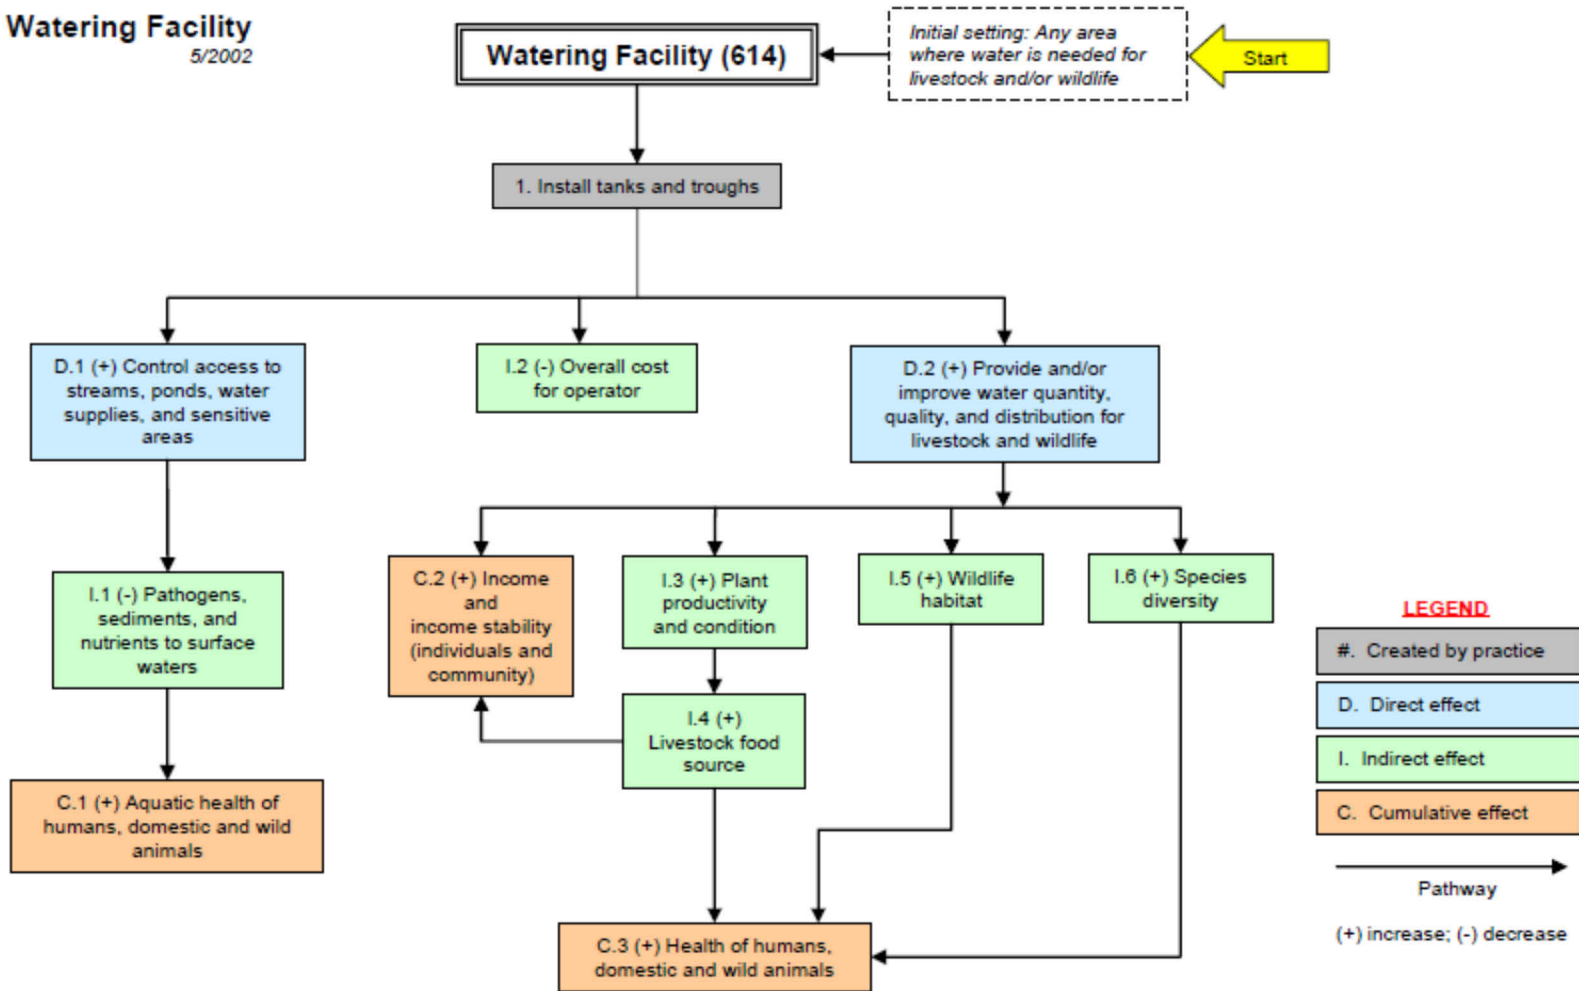 Watering Facility
5/2002
Watering Facility (614)
Initial setting: Any area
where water is needed for
livestock and/or wildlife
Start
1. Install tanks and troughs
D.1 (+) Control access to
streams, ponds, water
supplies, and sensitive
areas
I.2 (-) Overall cost
for operator
D.2 (+) Provide and/or
improve water quantity,
quality, and distribution for
livestock and wildlife
I.1 (-) Pathogens,
sediments, and
nutrients to surface
waters
C.2 (+) Income
and
income stability
(individuals and
community)
I.3 (+) Plant
productivity
and condition
I.5 (+) Wildlife
habitat
I.6 (+) Species
diversity
I.4 (+)
Livestock food
source
C.1 (+) Aquatic health of
humans, domestic and wild
animals
C.3 (+) Health of humans,
domestic and wild animals
LEGEND
#. Created by practice
D. Direct effect
I. Indirect effect
C. Cumulative effect
Pathway
(+) increase; (-) decrease